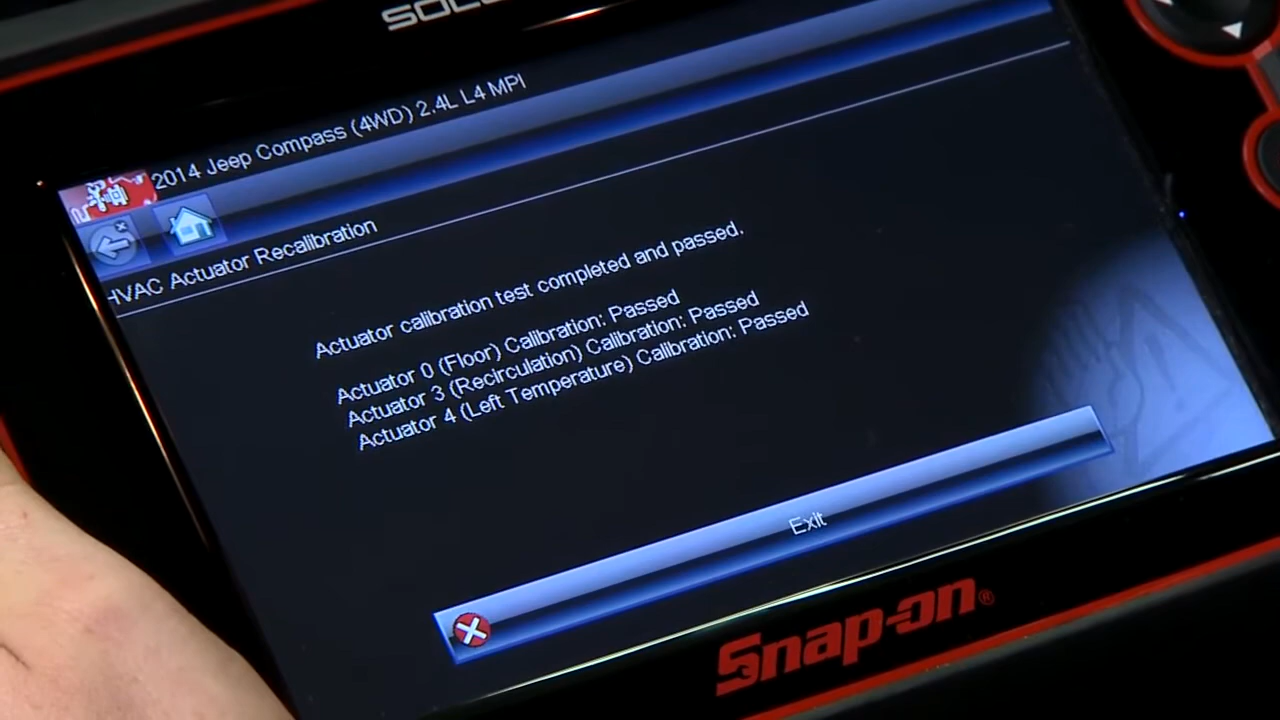 2014 Jeep Compass (4WD) 2.4L L4 MPI
HVAC Actuator Recalibration
Actuator calibration test completed and passed.
Actuator 0 (Floor) Calibration: Passed
Actuator 3 (Recirculation) Calibration: Passed
Actuator 4 (Left Temperature) Calibration: Passed
Exit
Snap-on®